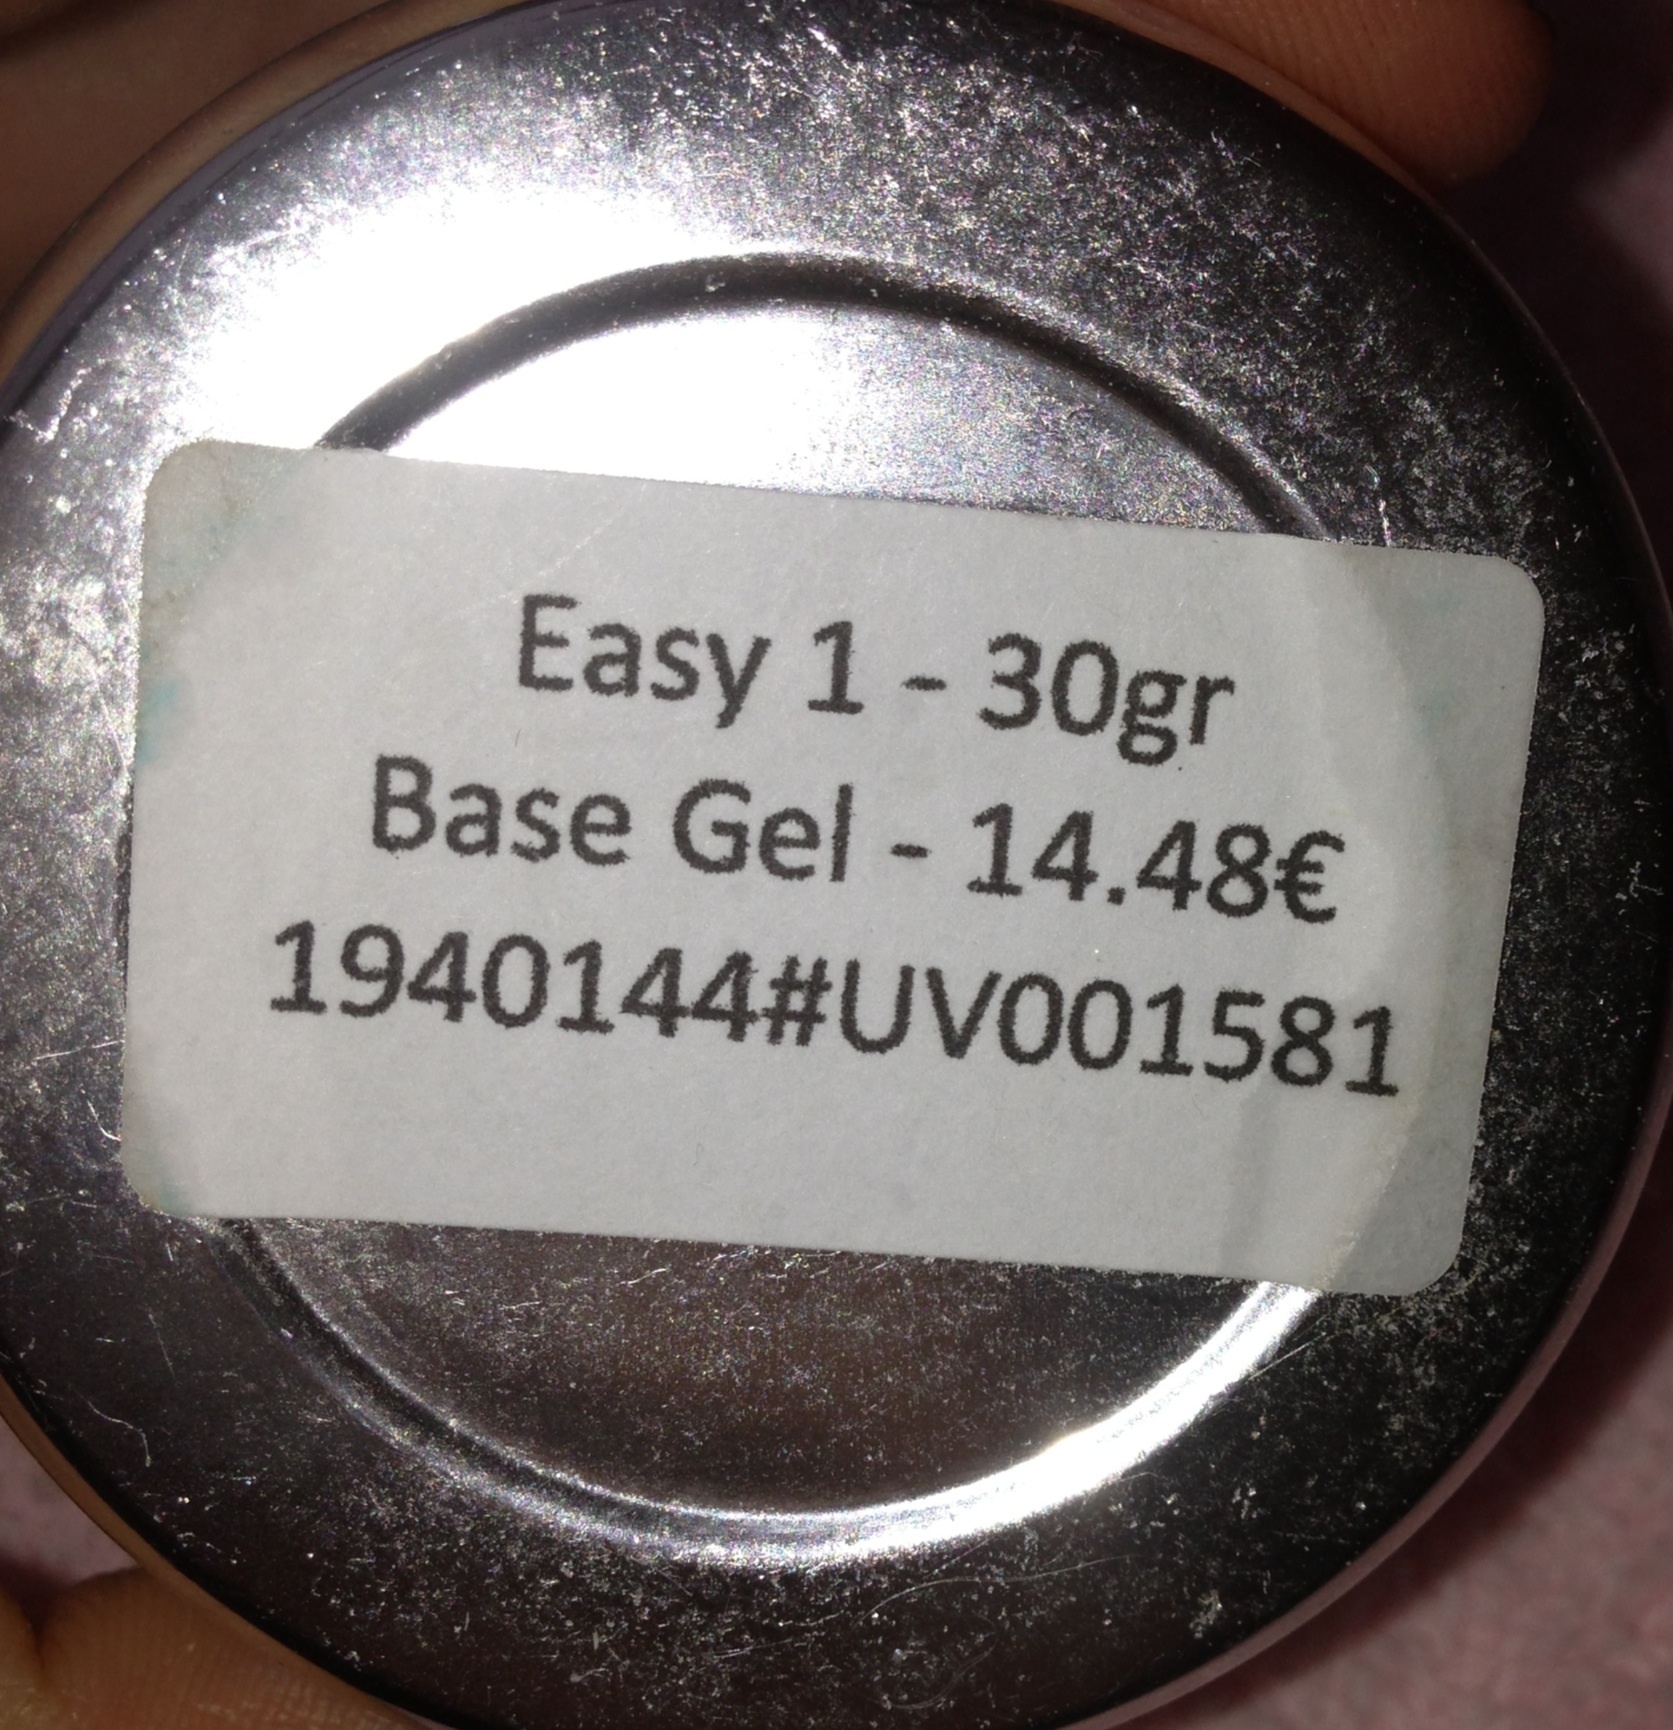 Easy 1 - 30gr
Base Gel - 14.48€
1940144#UV001581